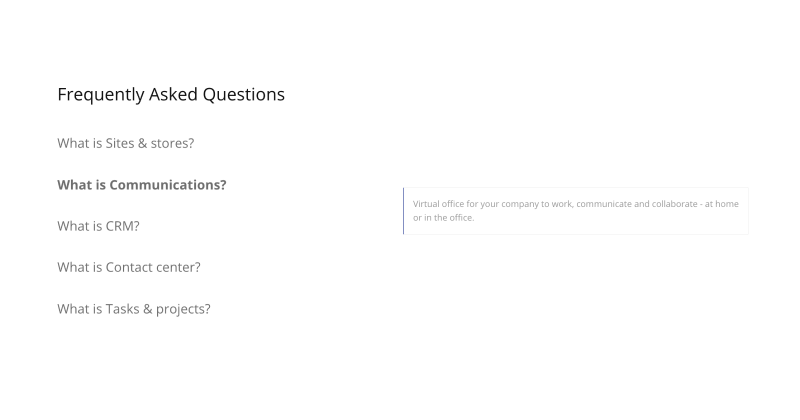 Frequently Asked Questions
What is Sites & stores?
What is Communications?
What is CRM?
What is Contact center?
What is Tasks & projects?
Virtual office for your company to work, communicate and collaborate - at home
or in the office.